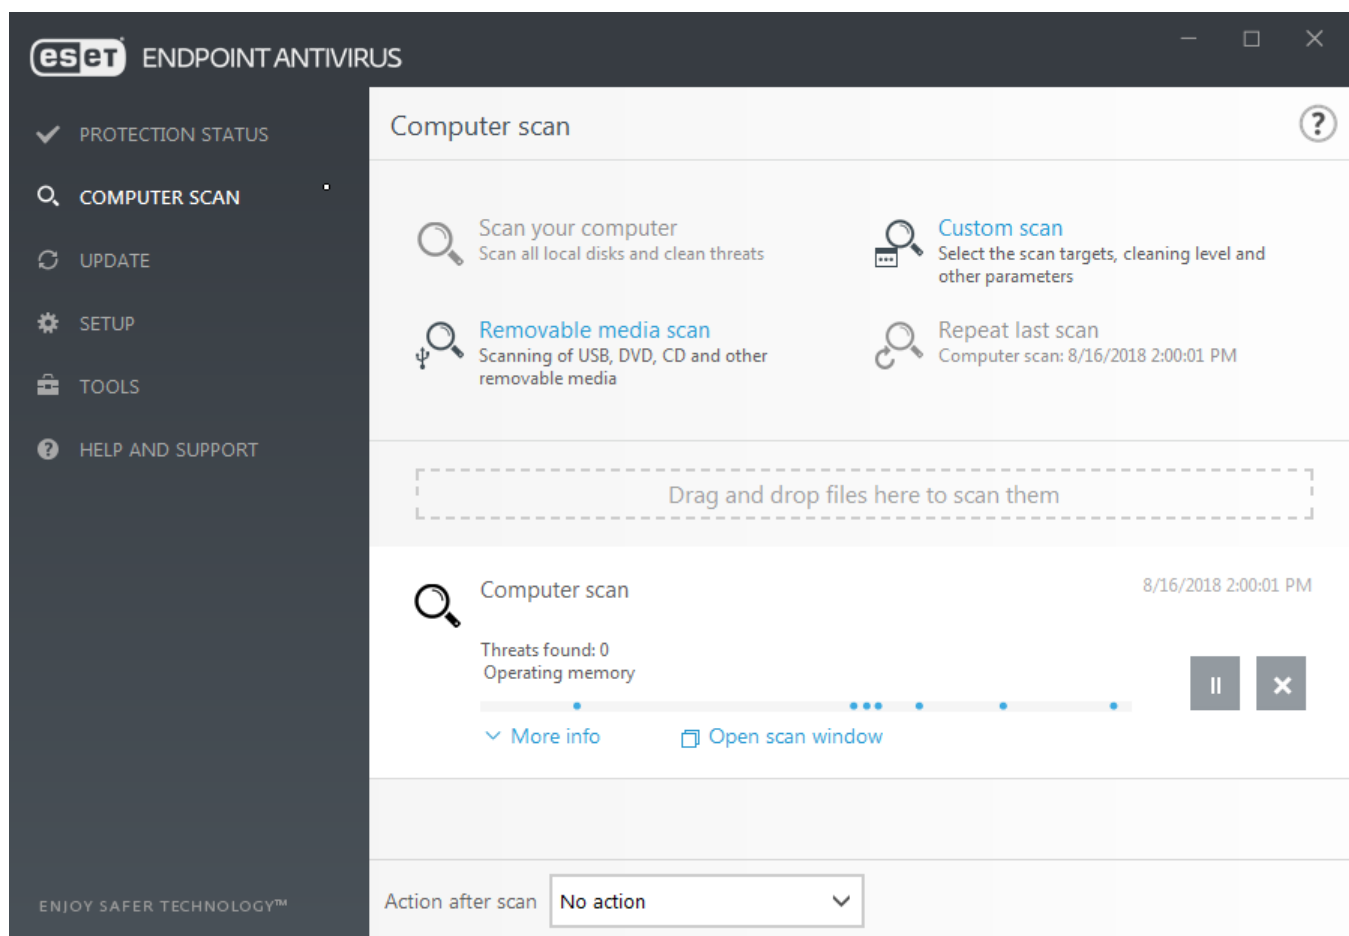 eset ENDPOINT ANTIVIRUS
PROTECTION STATUS
COMPUTER SCAN
UPDATE
SETUP
TOOLS
HELP AND SUPPORT
ENJOY SAFER TECHNOLOGY™
Computer scan
?
Scan your computer
Scan all local disks and clean threats
Custom scan
Select the scan targets, cleaning level and
other parameters
Removable media scan
Scanning of USB, DVD, CD and other
removable media
Repeat last scan
Computer scan: 8/16/2018 2:00:01 PM
Drag and drop files here to scan them
Computer scan
8/16/2018 2:00:01 PM
Threats found: 0
Operating memory
More info
Open scan window
Action after scan
No action